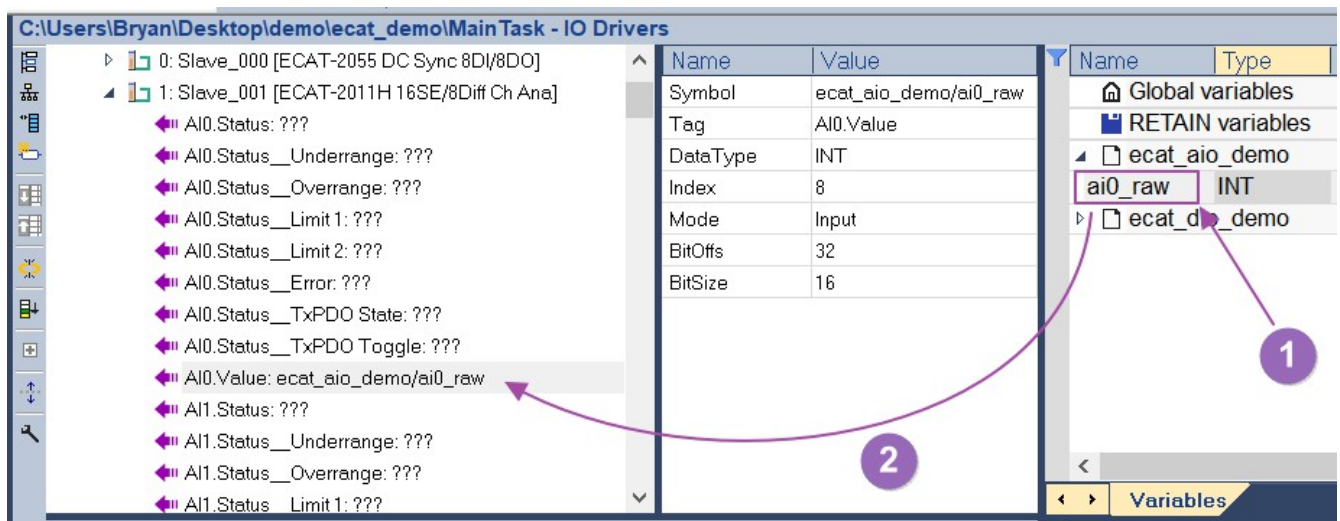 C:\Users\Bryan\Desktop\demo\ecat_demo\MainTask - IO Drivers
0: Slave_000 [ECAT-2055 DC Sync 8DI/8DO]
1: Slave_001 [ECAT-2011H 16SE/8Diff Ch Ana]
AI0.Status: ???
AI0.Status__Underrange: ???
AI0.Status__Overrange: ???
AI0.Status__Limit 1: ???
AI0.Status__Limit 2: ???
AI0.Status__Error: ???
AI0.Status__TxPDO State: ???
AI0.Status__TxPDO Toggle: ???
AI0.Value: ecat_aio_demo/ai0_raw
AI1.Status: ???
AI1.Status__Underrange: ???
AI1.Status__Overrange: ???
AI1.Status__Limit 1: ???
Name Value
Symbol ecat_aio_demo/ai0_raw
Tag AI0.Value
DataType INT
Index 8
Mode Input
BitOffs 32
BitSize 16
2
Name Type
Global variables
RETAIN variables
ecat_aio_demo
ai0_raw INT
ecat_dio_demo
1
Variables